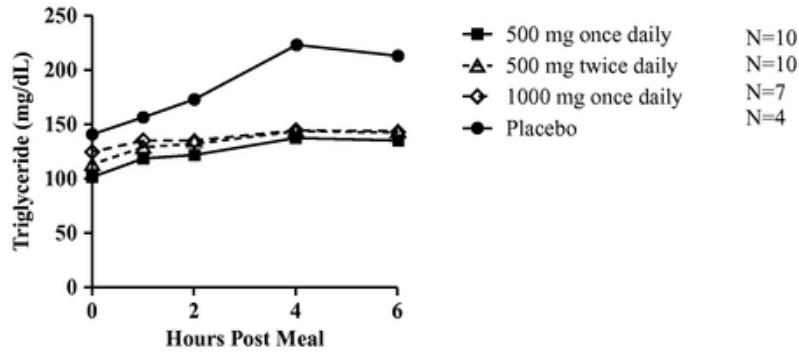 250
200
150
100
50
0
Triglyceride (mg/dL)
0 2 4 6
Hours Post Meal
500 mg once daily N=10
500 mg twice daily N=10
1000 mg once daily N=7
Placebo N=4